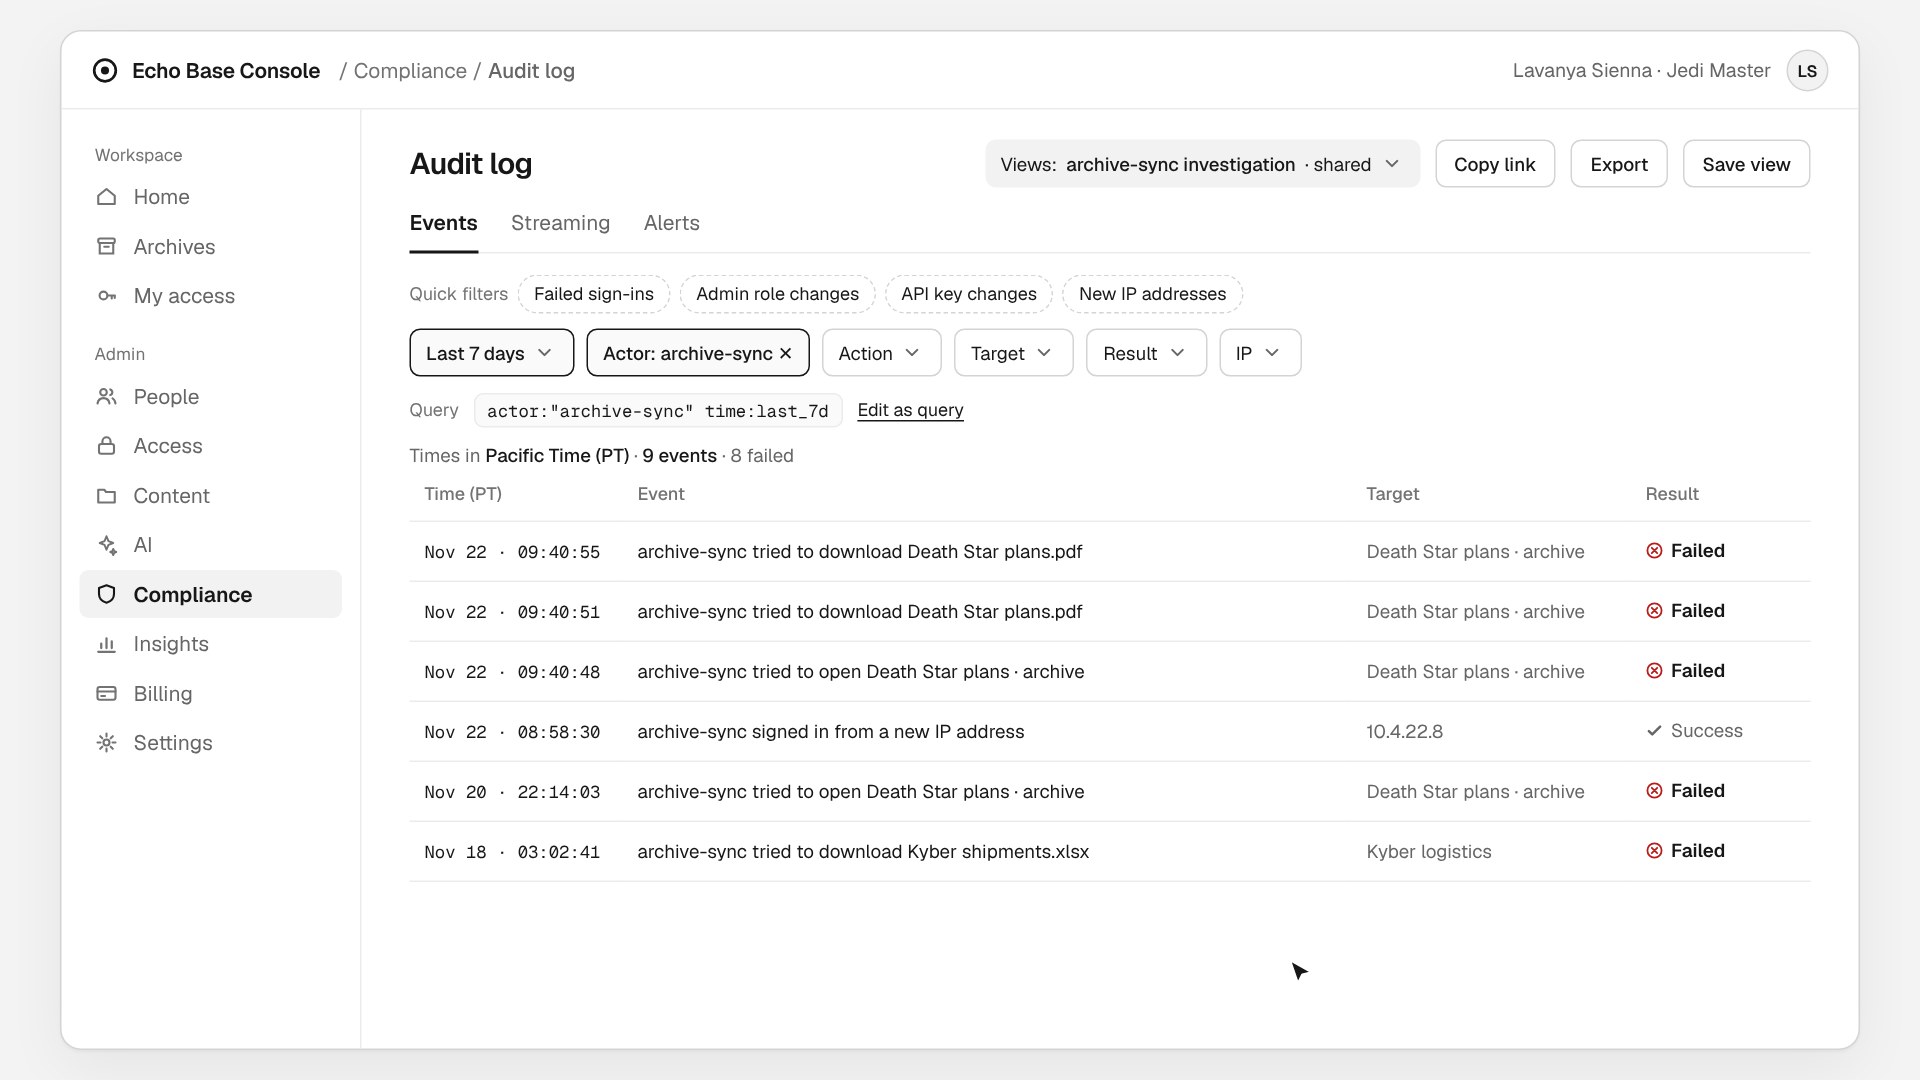 Echo Base Console / Compliance / Audit log
Lavanya Sienna · Jedi Master LS
Workspace
Home
Archives
My access
Admin
People
Access
Content
AI
Compliance
Insights
Billing
Settings
Audit log
Views: archive-sync investigation · shared
Copy link
Export
Save view
Events Streaming Alerts
Quick filters Failed sign-ins Admin role changes API key changes New IP addresses
Last 7 days Actor: archive-sync × Action Target Result IP
Query actor:"archive-sync" time:last_7d Edit as query
Times in Pacific Time (PT) · 9 events · 8 failed
Time (PT) Event Target Result
Nov 22 · 09:40:55 archive-sync tried to download Death Star plans.pdf Death Star plans · archive Failed
Nov 22 · 09:40:51 archive-sync tried to download Death Star plans.pdf Death Star plans · archive Failed
Nov 22 · 09:40:48 archive-sync tried to open Death Star plans · archive Death Star plans · archive Failed
Nov 22 · 08:58:30 archive-sync signed in from a new IP address 10.4.22.8 Success
Nov 20 · 22:14:03 archive-sync tried to open Death Star plans · archive Death Star plans · archive Failed
Nov 18 · 03:02:41 archive-sync tried to download Kyber shipments.xlsx Kyber logistics Failed